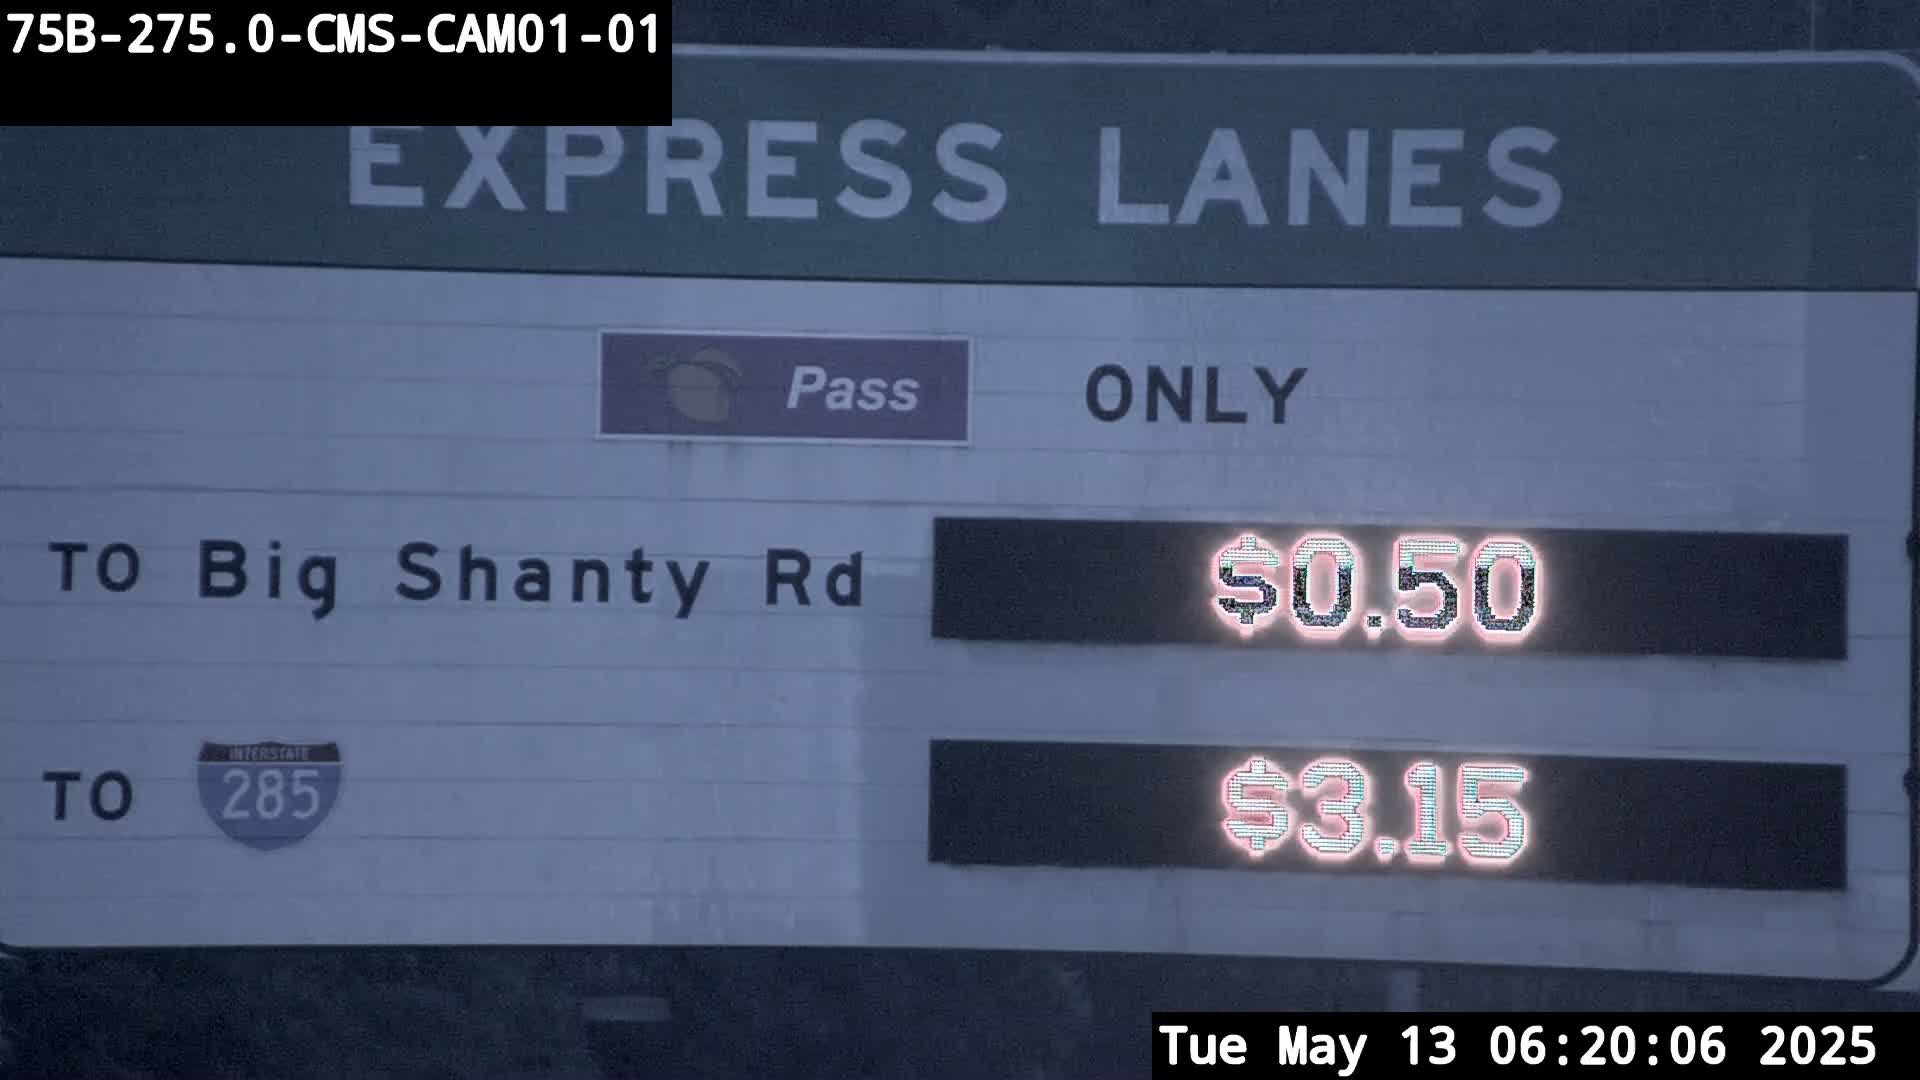 75B-275.0-CMS-CAM01-01
EXPRESS LANES
Pass ONLY
TO Big Shanty Rd $0.50
INTERSTATE
TO 285 $3.15
Tue May 13 06:20:06 2025